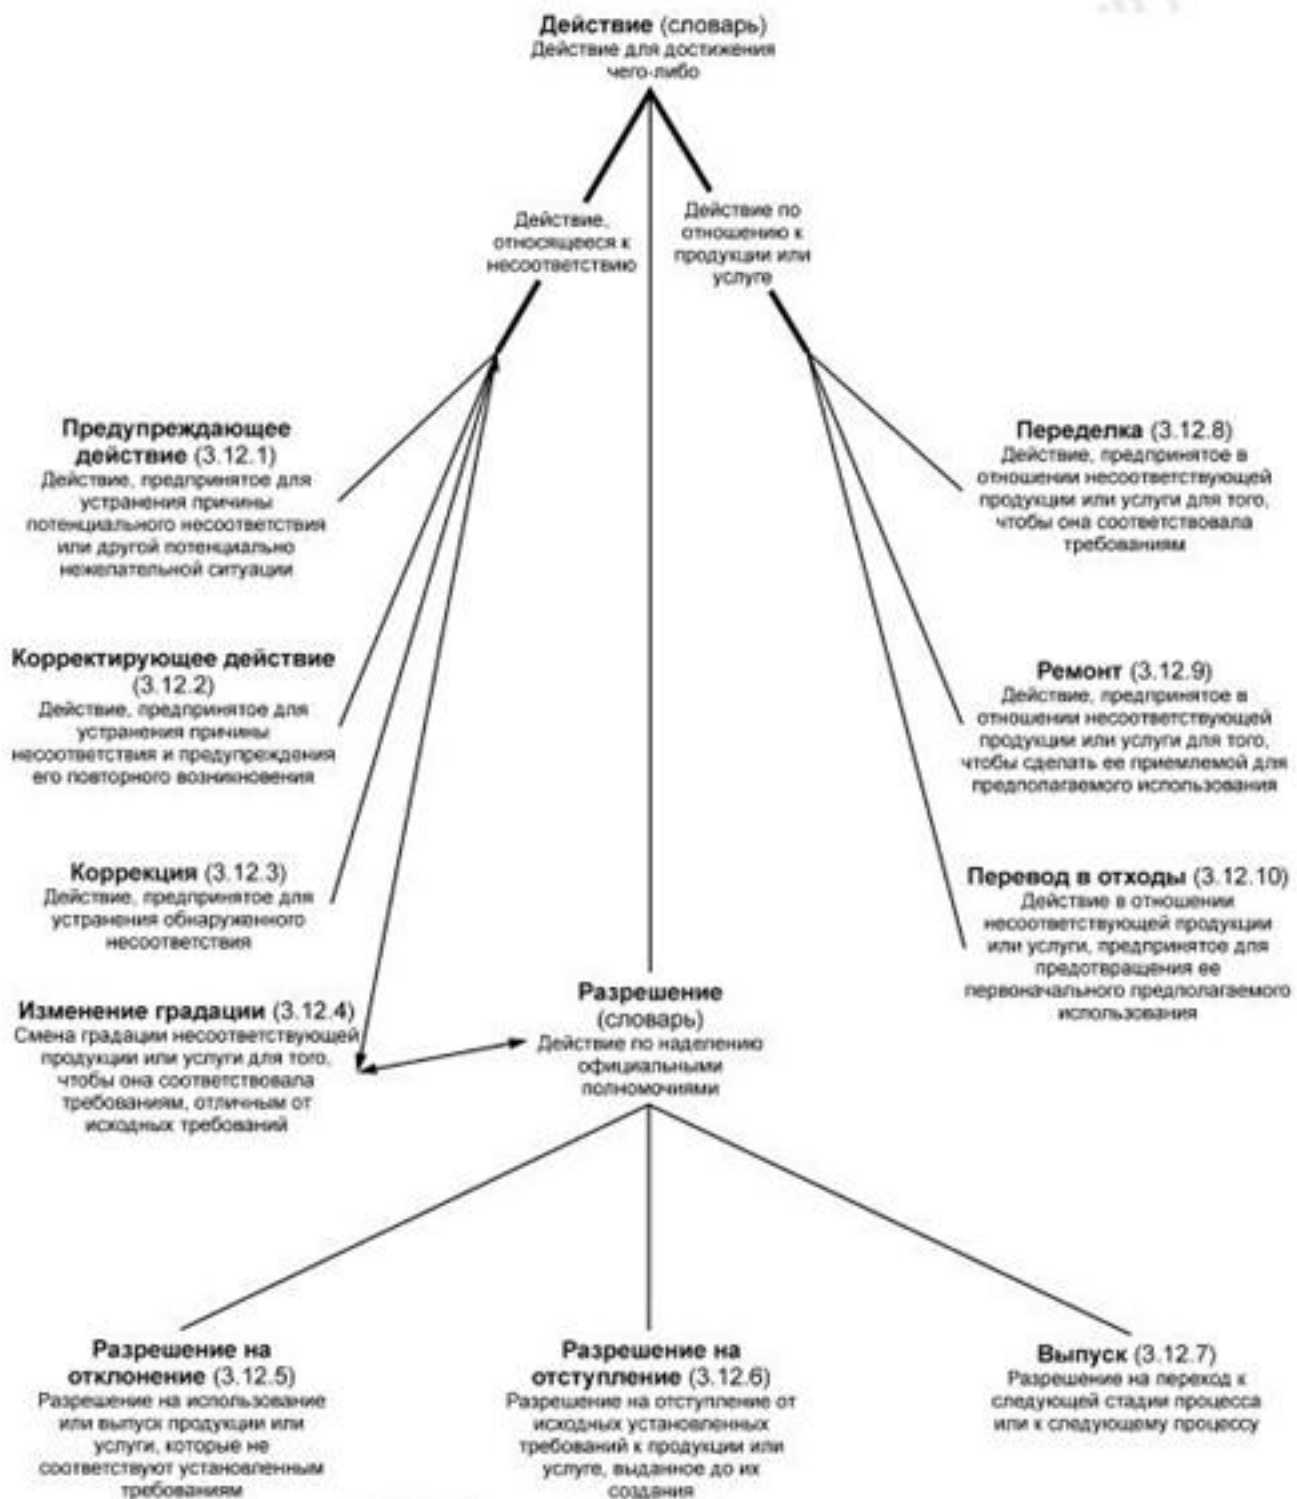 Действие (словарь)
Действие для достижения
чего-либо
Действие,
относящееся к
несоответствию
Действие по
отношению к
продукции или
услуге
Предупреждающее
действие (3.12.1)
Действие, предпринятое для
устранения причины
потенциального несоответствия
или другой потенциально
нежелательной ситуации
Корректирующее действие
(3.12.2)
Действие, предпринятое для
устранения причины
несоответствия и предупреждения
его повторного возникновения
Коррекция (3.12.3)
Действие, предпринятое для
устранения обнаруженного
несоответствия
Изменение градации (3.12.4)
Смена градации несоответствующей
продукции или услуги для того,
чтобы она соответствовала
требованиям, отличным от
исходных требований
Переделка (3.12.8)
Действие, предпринятое в
отношении несоответствующей
продукции или услуги для того,
чтобы она соответствовала
требованиям
Ремонт (3.12.9)
Действие, предпринятое в
отношении несоответствующей
продукции или услуги для того,
чтобы сделать ее приемлемой для
предполагаемого использования
Перевод в отходы (3.12.10)
Действие в отношении
несоответствующей продукции
или услуги, предпринятое для
предотвращения ее
первоначального предполагаемого
использования
Разрешение
(словарь)
Действие по наделению
официальными
полномочиями
Разрешение на
отклонение (3.12.5)
Разрешение на использование
или выпуск продукции или
услуги, которые не
соответствуют установленным
требованиям
Разрешение на
отступление (3.12.6)
Разрешение на отступление от
исходных установленных
требований к продукции или
услуге, выданное до их
создания
Выпуск (3.12.7)
Разрешение на переход к
следующей стадии процесса
или к следующему процессу